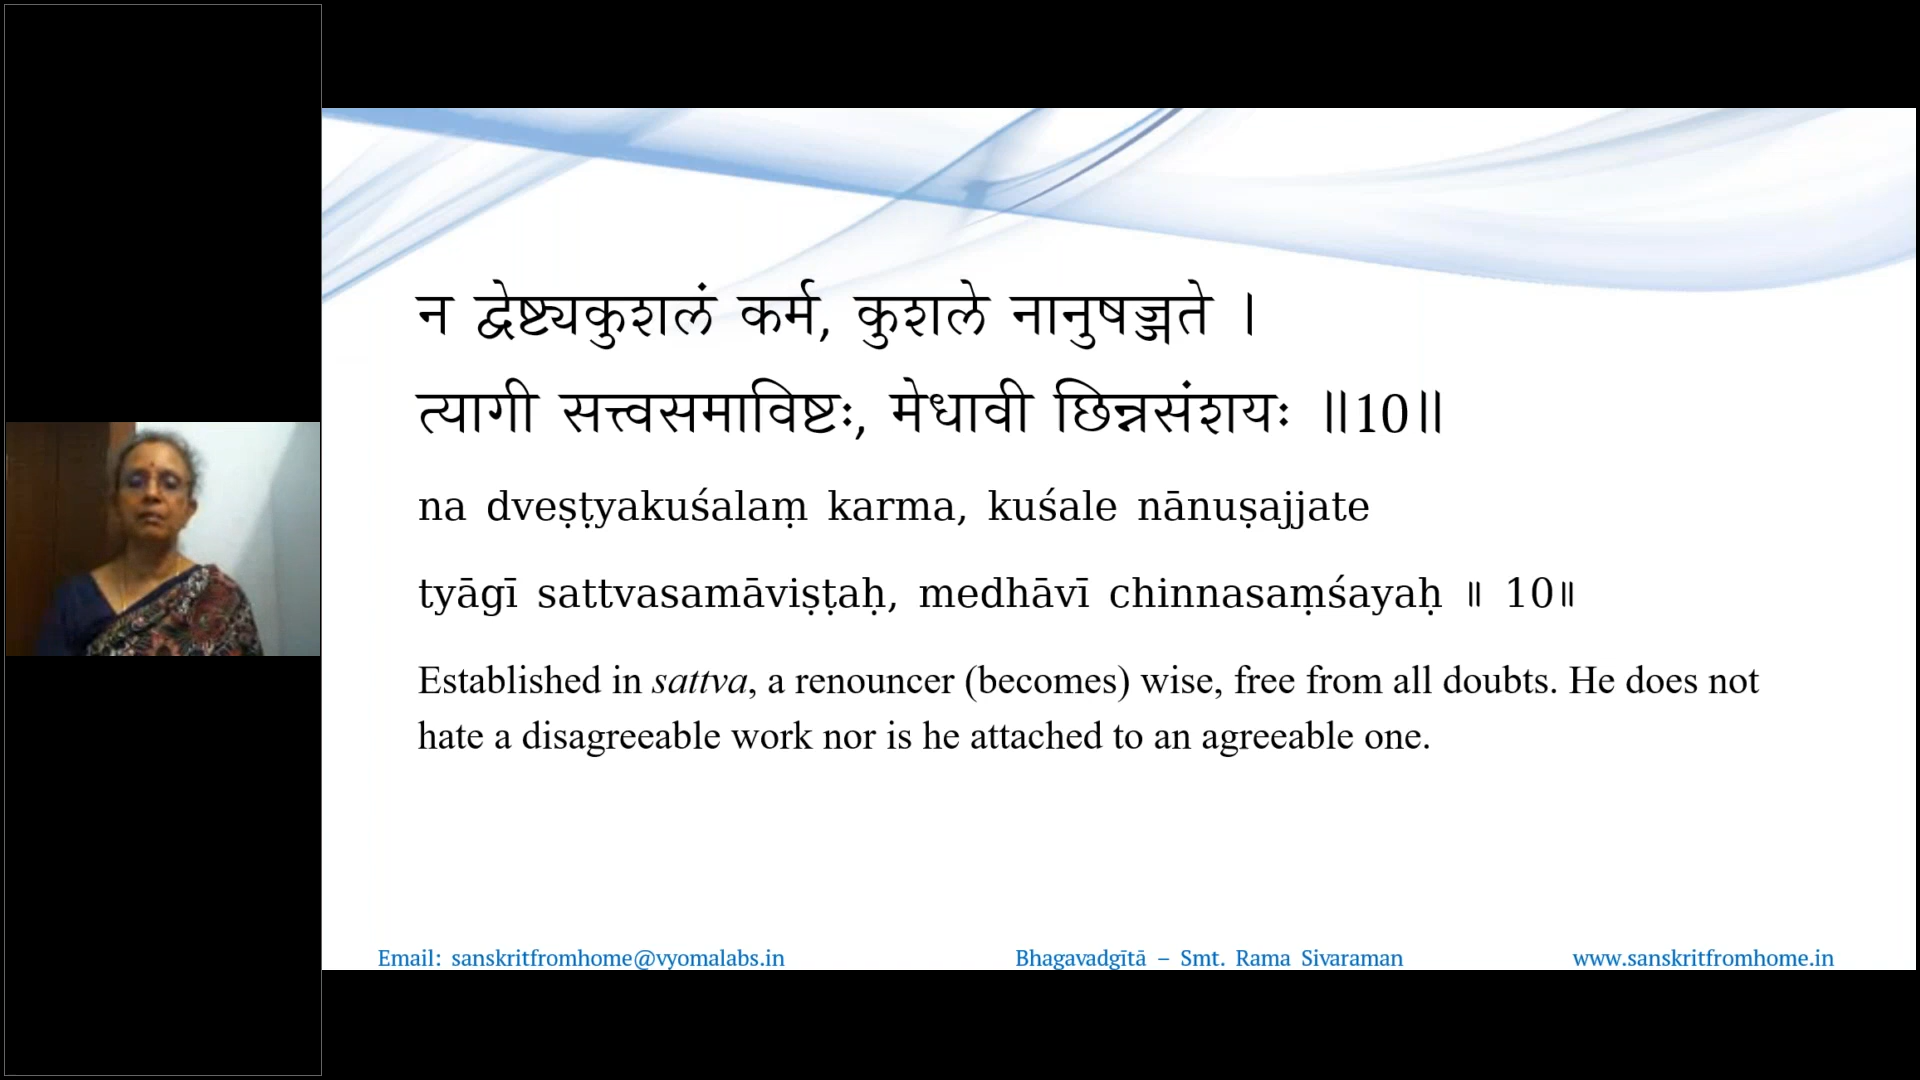 न द्वेष्ट्यकुशलं कर्म, कुशले नानुषज्जते ।
त्यागी सत्त्वसमाविष्टः, मेधावी छिन्नसंशयः ॥10॥
na dveṣṭyakuśalaṃ karma, kuśale nānuṣajjate
tyāgī sattvasamāviṣṭaḥ, medhāvī chinnasaṃśayaḥ ॥ 10॥
Established in sattva, a renouncer (becomes) wise, free from all doubts. He does not
hate a disagreeable work nor is he attached to an agreeable one.
Email: sanskritfromhome@vyomalabs.in Bhagavadgītā – Smt. Rama Sivaraman www.sanskritfromhome.in